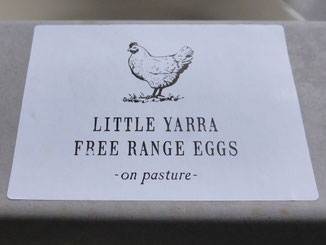 LITTLE YARRA
FREE RANGE EGGS
-on pasture-